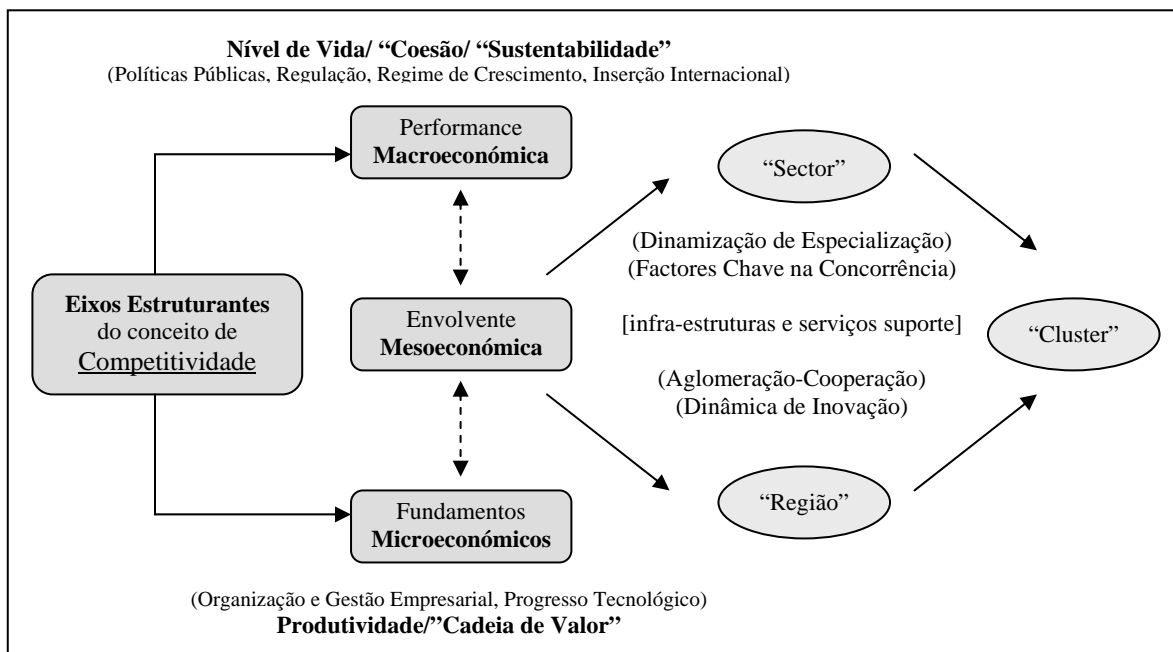 Nível de Vida/ “Coesão/ “Sustentabilidade”
(Políticas Públicas, Regulação, Regime de Crescimento, Inserção Internacional)
Performance
Macroeconómica
“Sector”
(Dinamização de Especialização)
(Factores Chave na Concorrência)
Eixos Estruturantes
do conceito de
Competitividade
Envolvente
Mesoeconómica
[infra-estruturas e serviços suporte]
“Cluster”
(Aglomeração-Cooperação)
(Dinâmica de Inovação)
“Região”
Fundamentos
Microeconómicos
(Organização e Gestão Empresarial, Progresso Tecnológico)
Produtividade/”Cadeia de Valor”